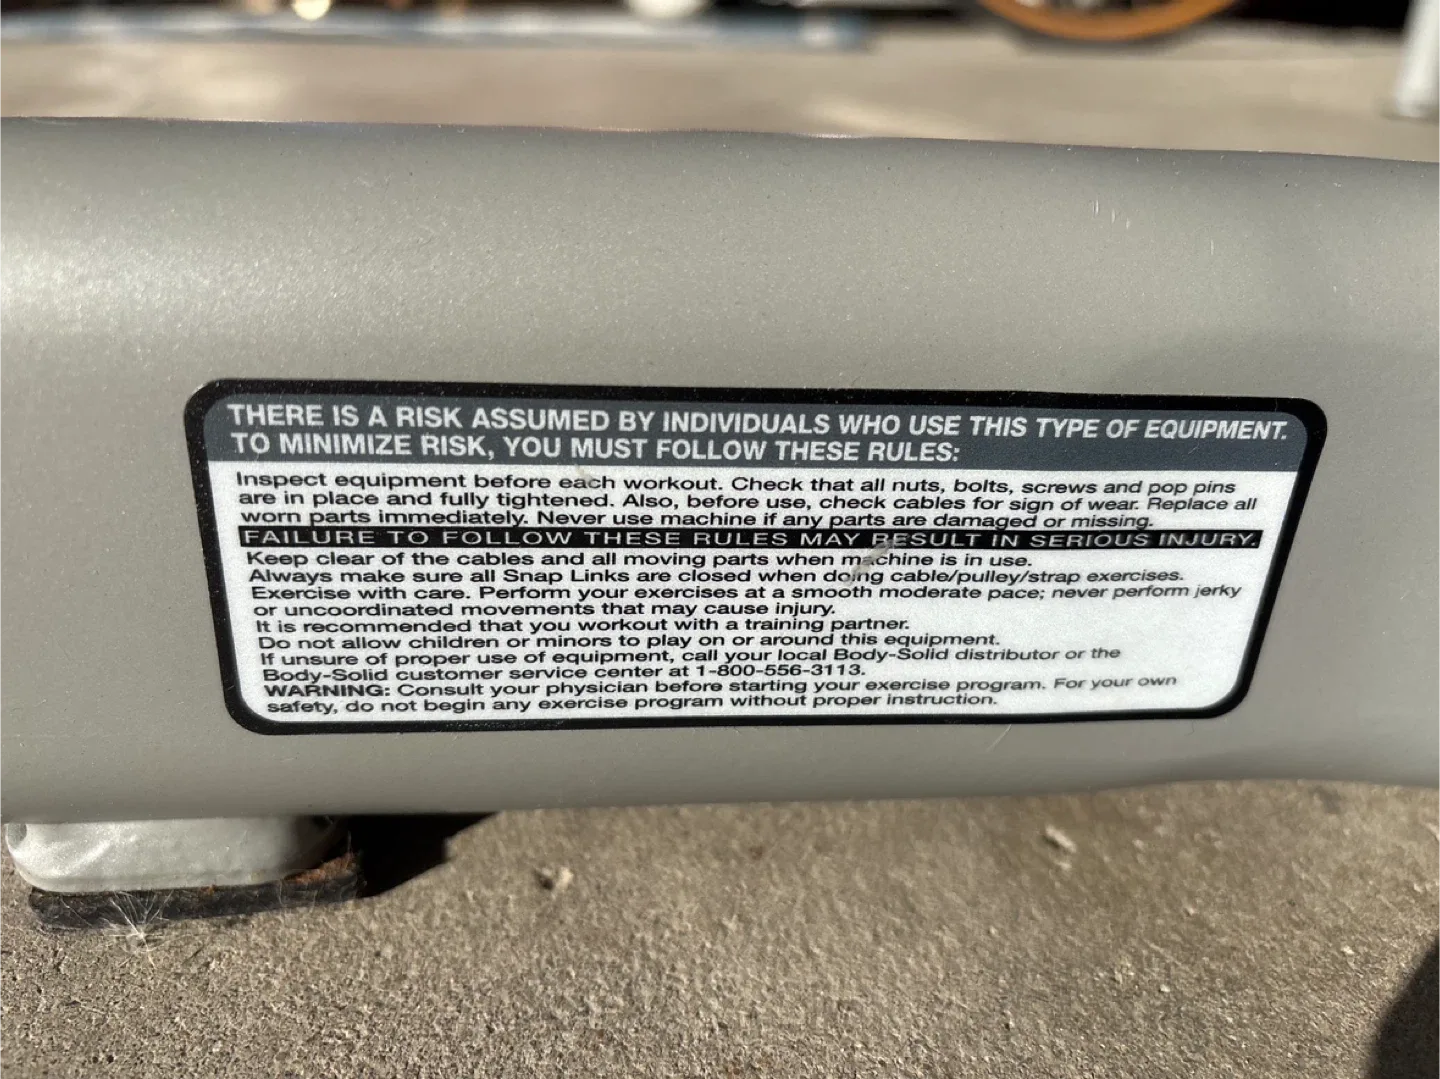 THERE IS A RISK ASSUMED BY INDIVIDUALS WHO USE THIS TYPE OF EQUIPMENT.
TO MINIMIZE RISK, YOU MUST FOLLOW THESE RULES:
Inspect equipment before each workout. Check that all nuts, bolts, screws and pop pins
are in place and fully tightened. Also, before use, check cables for sign of wear. Replace all
worn parts immediately. Never use machine if any parts are damaged or missing.
FAILURE TO FOLLOW THESE RULES MAY RESULT IN SERIOUS INJURY.
Keep clear of the cables and all moving parts when machine is in use.
Always make sure all Snap Links are closed when doing cable/pulley/strap exercises.
Exercise with care. Perform your exercises at a smooth moderate pace; never perform jerky
or uncoordinated movements that may cause injury.
It is recommended that you workout with a training partner.
Do not allow children or minors to play on or around this equipment.
If unsure of proper use of equipment, call your local Body-Solid distributor or the
Body-Solid customer service center at 1-800-556-3113.
WARNING: Consult your physician before starting your exercise program. For your own
safety, do not begin any exercise program without proper instruction.